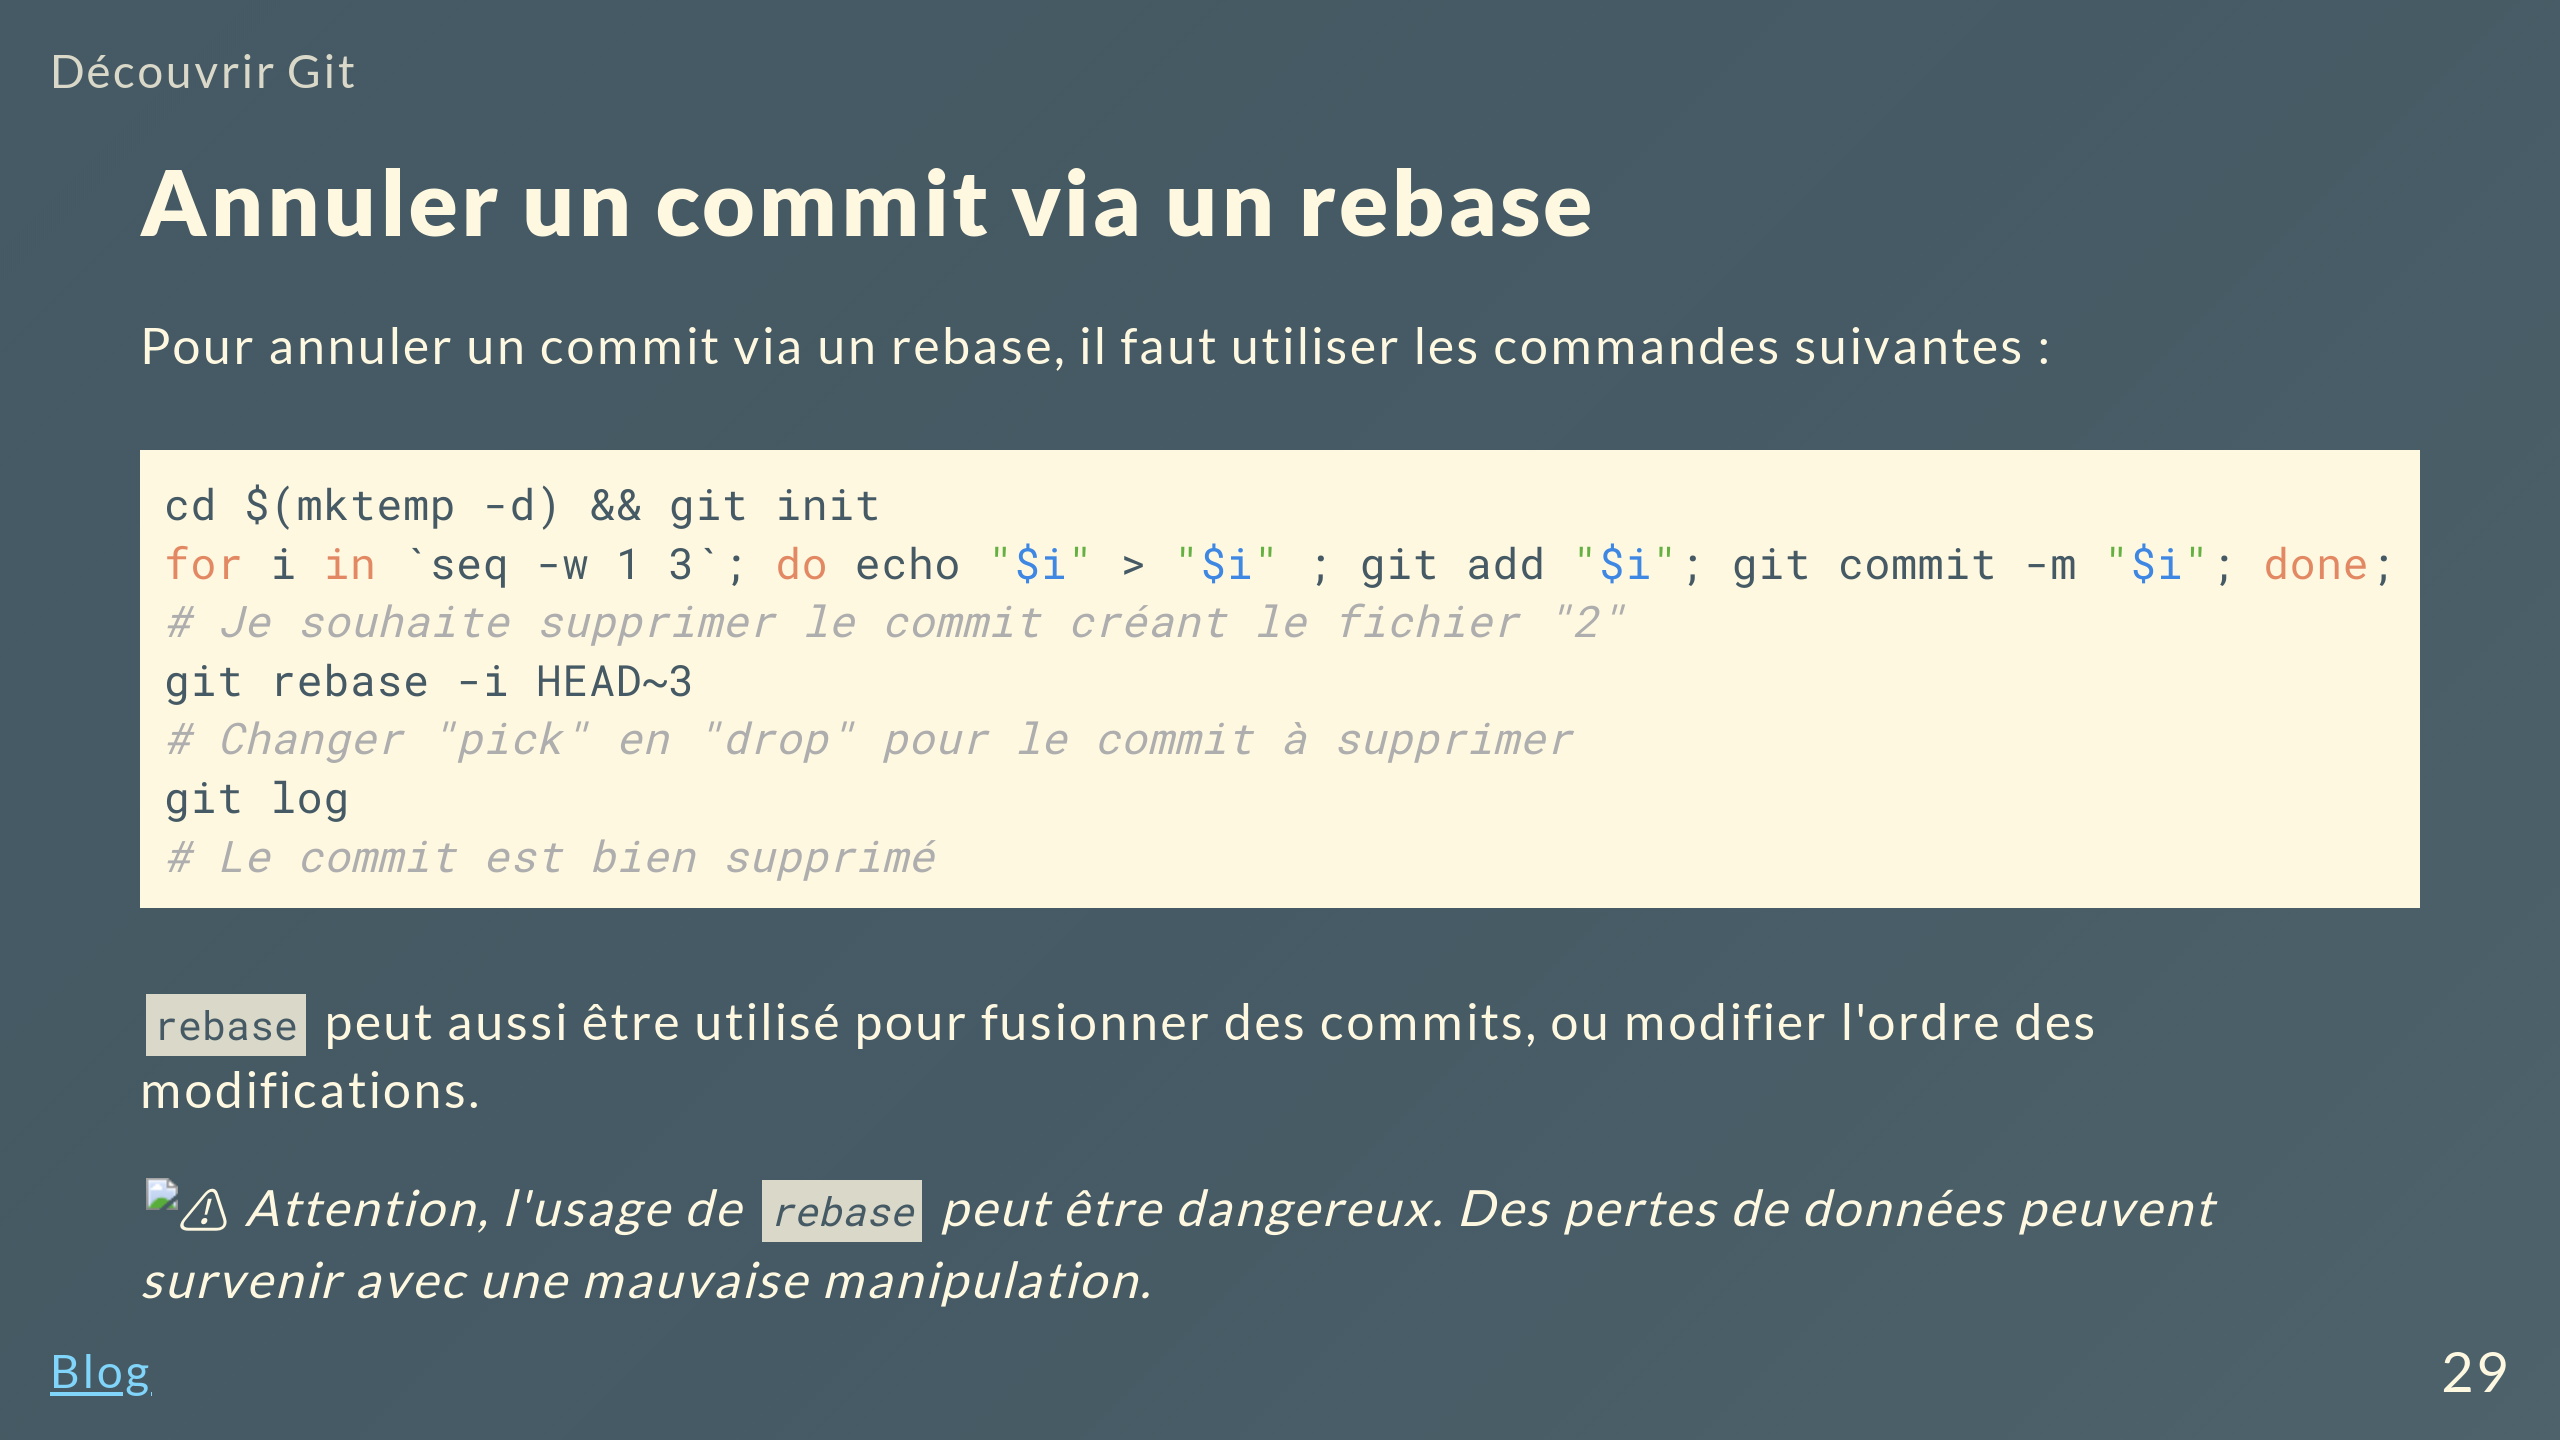 Découvrir Git
Annuler un commit via un rebase
Pour annuler un commit via un rebase, il faut utiliser les commandes suivantes :
cd $(mktemp -d) && git init
for i in `seq -w 1 3`; do echo "$i" > "$i" ; git add "$i"; git commit -m "$i"; done;
# Je souhaite supprimer le commit créant le fichier "2"
git rebase -i HEAD~3
# Changer "pick" en "drop" pour le commit à supprimer
git log
# Le commit est bien supprimé
rebase peut aussi être utilisé pour fusionner des commits, ou modifier l'ordre des
modifications.
⚠ Attention, l'usage de rebase peut être dangereux. Des pertes de données peuvent
survenir avec une mauvaise manipulation.
Blog
29